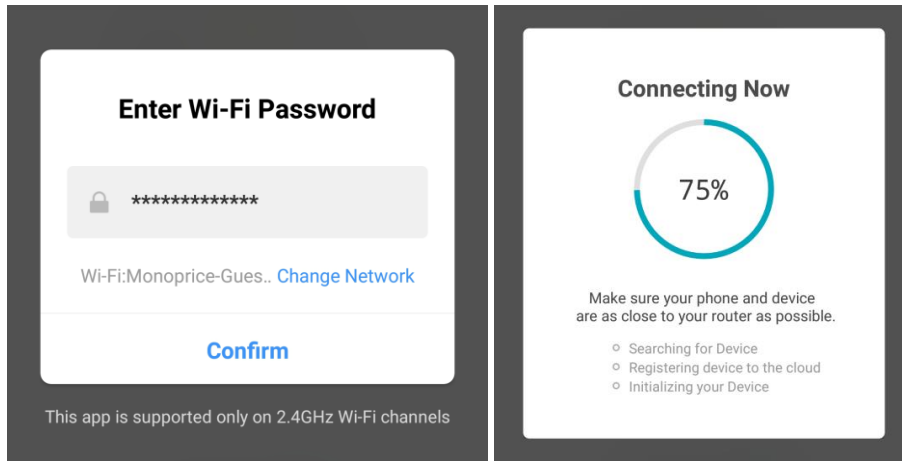 Enter Wi-Fi Password
*************
Wi-Fi:Monoprice-Gues.. Change Network
Confirm
This app is supported only on 2.4GHz Wi-Fi channels
Connecting Now
75%
Make sure your phone and device
are as close to your router as possible.
Searching for Device
Registering device to the cloud
Initializing your Device